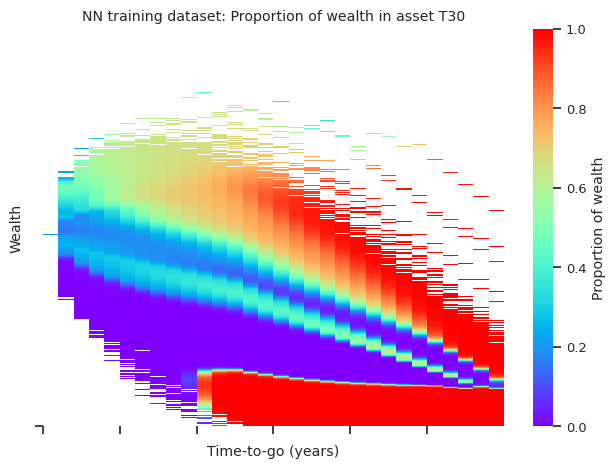 NN training dataset: Proportion of wealth in asset T30
1.0
0.8
0.6
0.4
0.2
0.0
Proportion of wealth
Wealth
Time-to-go (years)